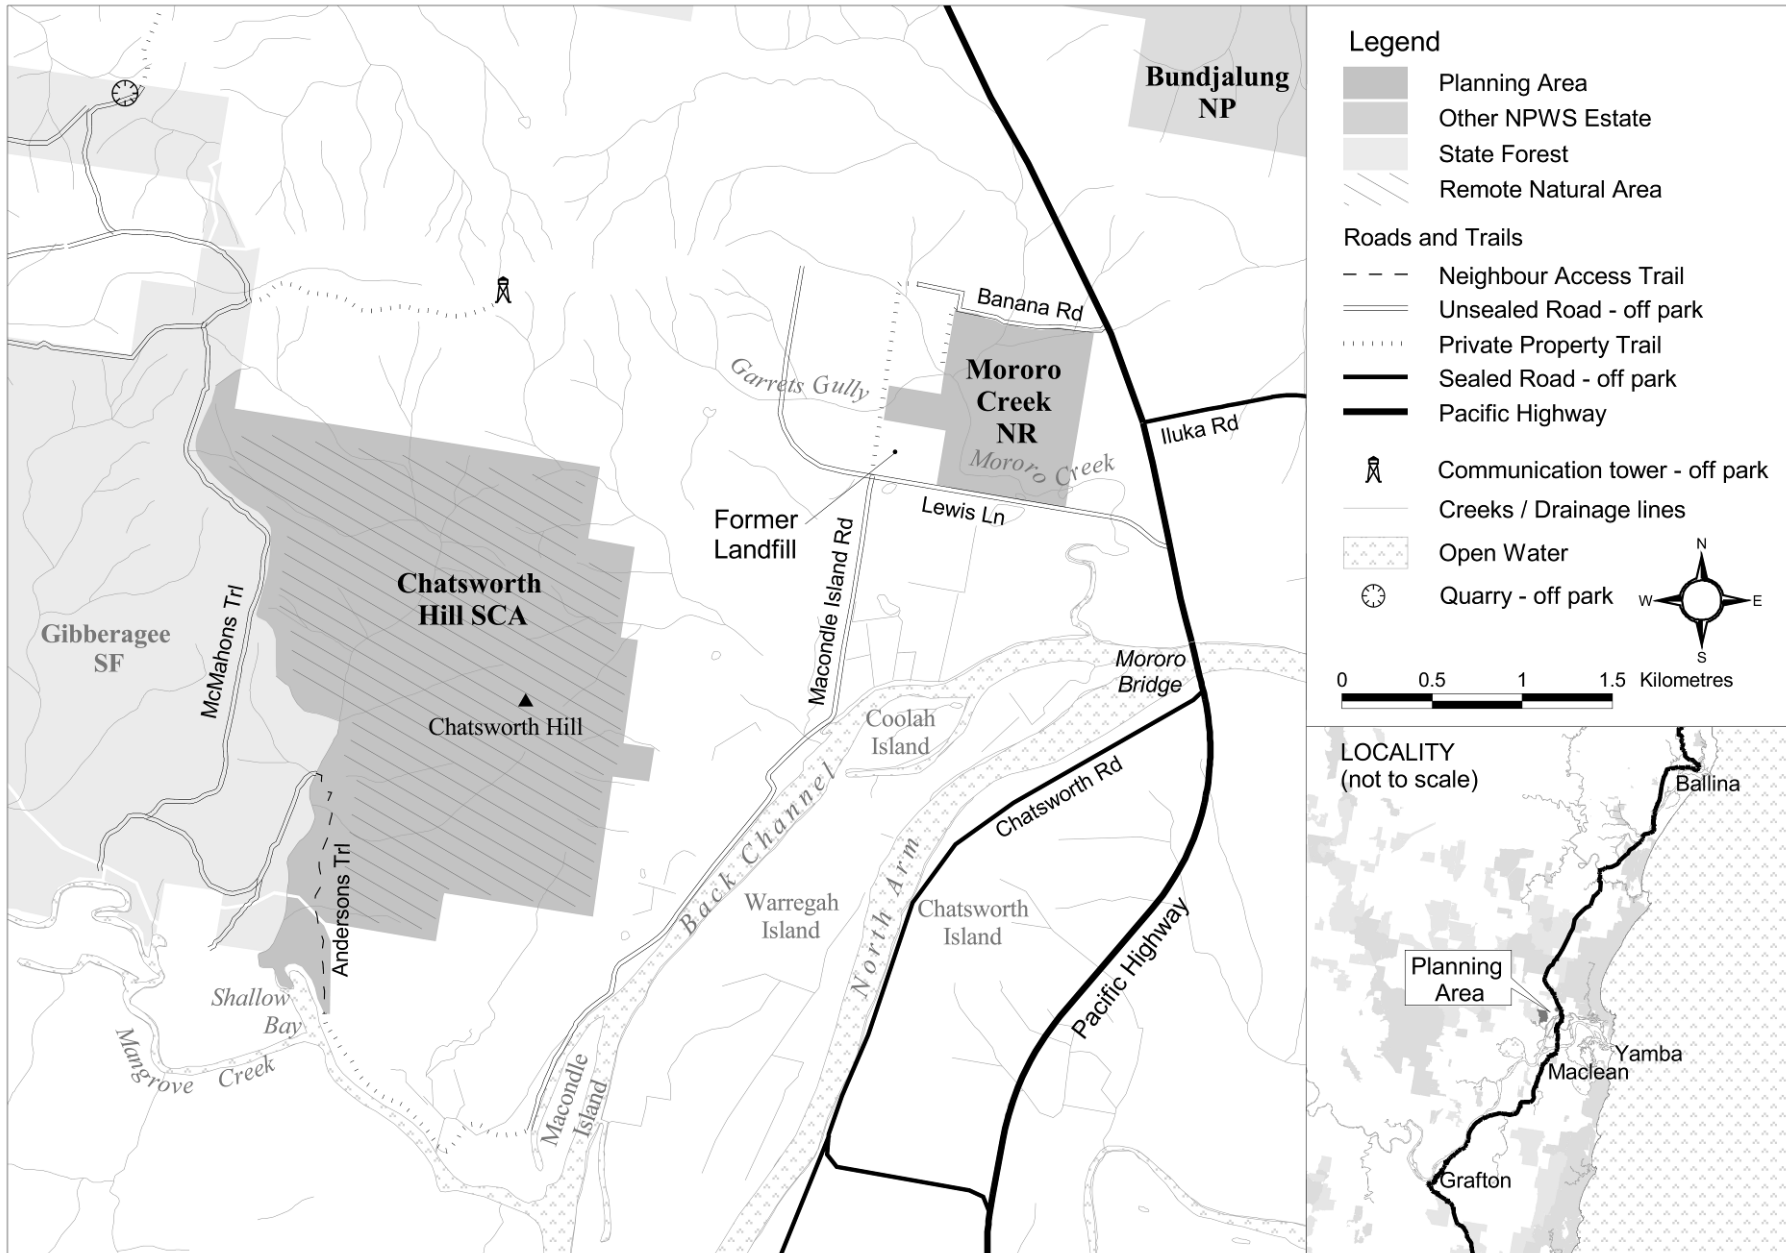 Bundjalung
NP
Banana Rd
Garrets Gully
Mororo
Creek
NR
Mororo Creek
Iluka Rd
Former
Landfill
Lewis Ln
Macondle Island Rd
Chatsworth
Hill SCA
Gibberagee
SF
McMahons Trl
Chatsworth Hill
Mororo
Bridge
Coolah
Island
Chatsworth Rd
Back Channel
Andersons Trl
Warregah
Island
North Arm
Chatsworth
Island
Pacific Highway
Shallow
Bay
Mangrove Creek
Macondle
Island
Legend
Planning Area
Other NPWS Estate
State Forest
Remote Natural Area
Roads and Trails
Neighbour Access Trail
Unsealed Road - off park
Private Property Trail
Sealed Road - off park
Pacific Highway
Communication tower - off park
Creeks / Drainage lines
Open Water
Quarry - off park
N
W E
S
0 0.5 1 1.5 Kilometres
LOCALITY
(not to scale)
Ballina
Planning
Area
Yamba
Maclean
Grafton